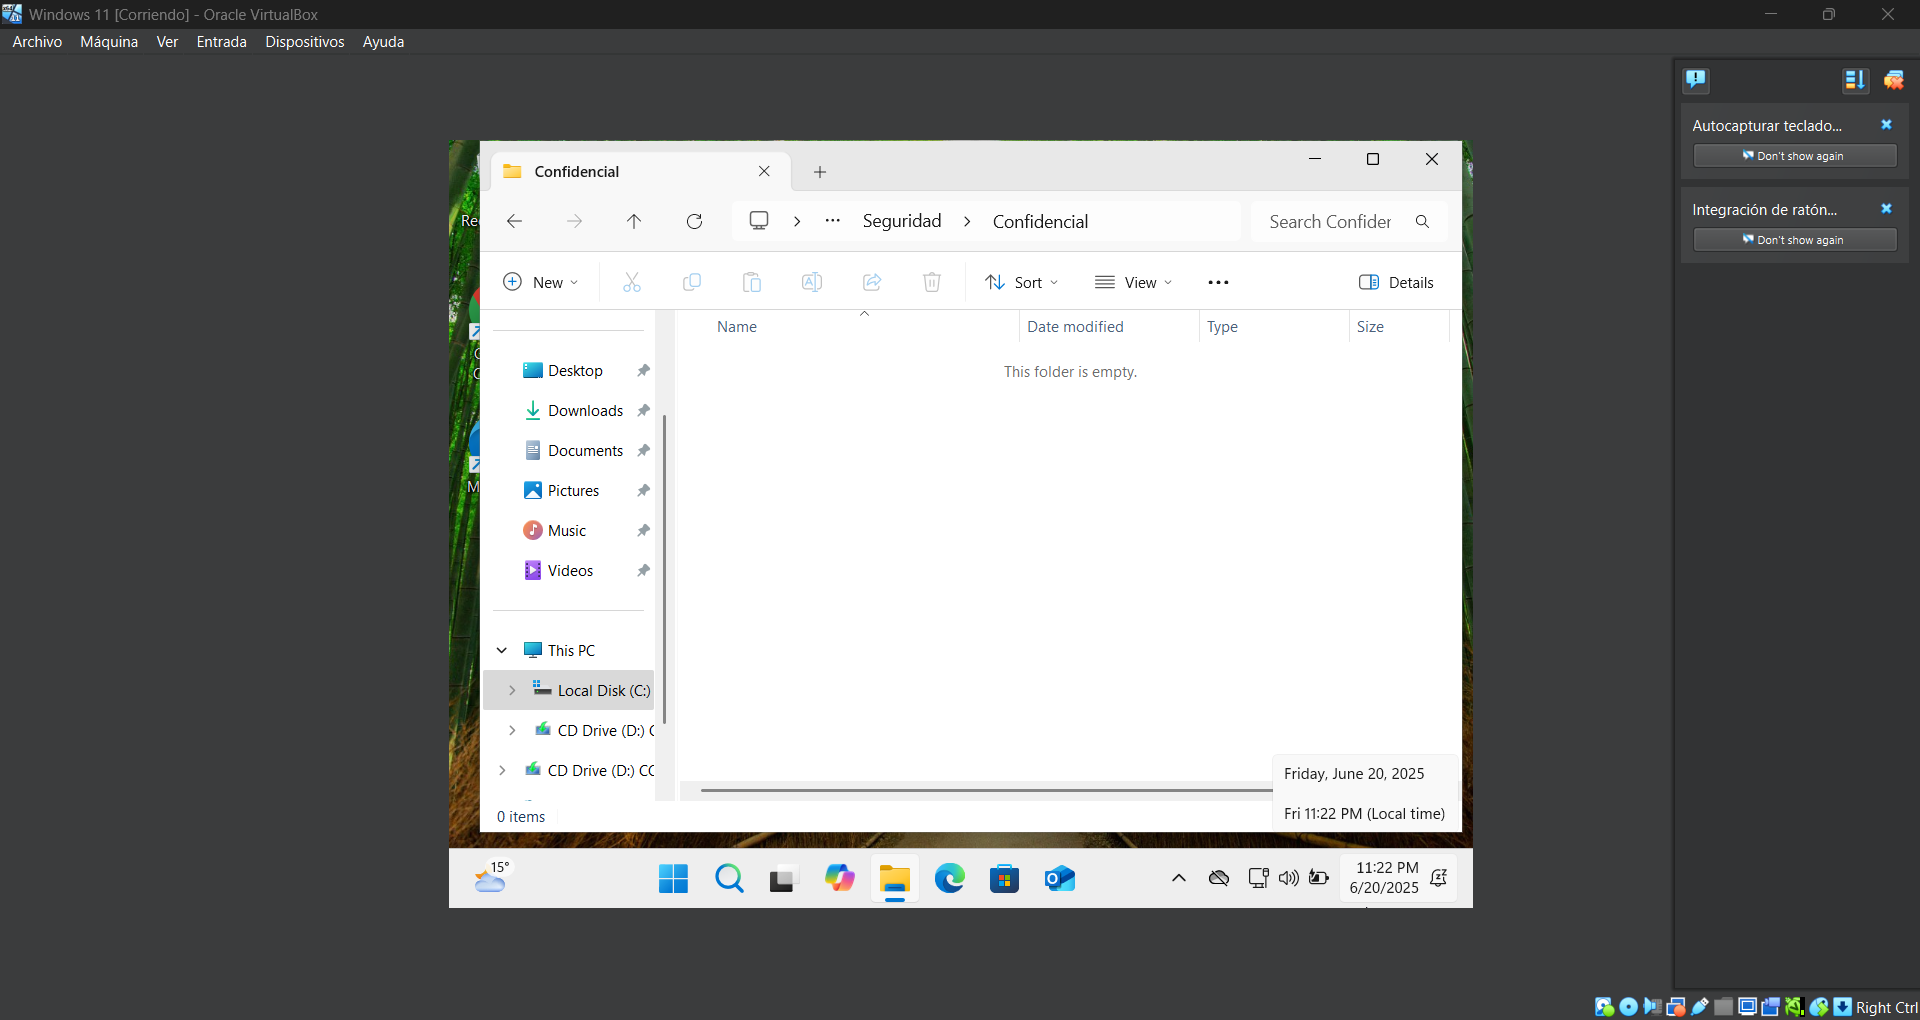 Windows 11 [Corriendo] - Oracle VirtualBox
Archivo Máquina Ver Entrada Dispositivos Ayuda
Autocapturar teclado...
Don't show again
Integración de ratón...
Don't show again
Confidencial
Seguridad > Confidencial
Search Confider
New
Sort
View
Details
Name
Date modified
Type
Size
This folder is empty.
Desktop
Downloads
Documents
Pictures
Music
Videos
This PC
Local Disk (C:)
CD Drive (D:)
CD Drive (D:) CC
0 items
Friday, June 20, 2025
Fri 11:22 PM (Local time)
15°
11:22 PM
6/20/2025
Right Ctrl